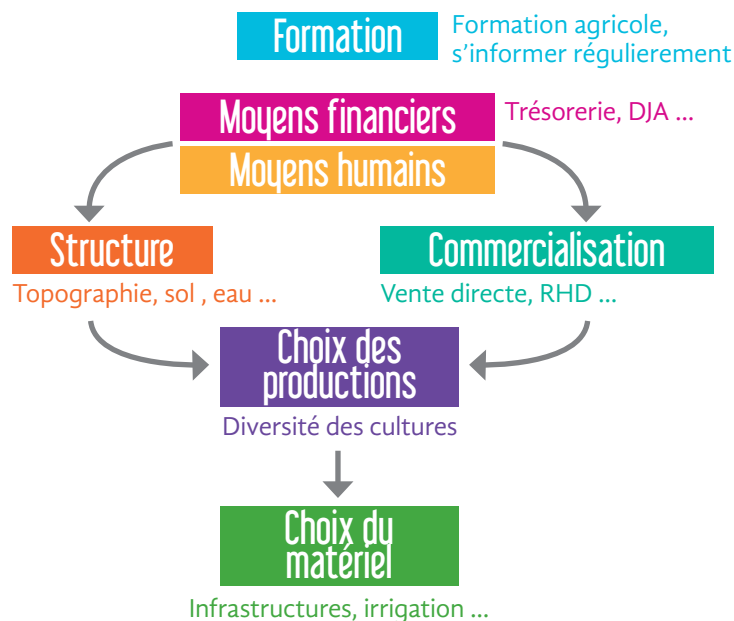 Formation
Formation agricole,
s'informer régulierement
Moyens financiers
Trésorerie, DJA ...
Moyens humains
Structure
Commercialisation
Topographie, sol , eau ...
Vente directe, RHD ...
Choix des
productions
Diversité des cultures
Choix du
matériel
Infrastructures, irrigation ...